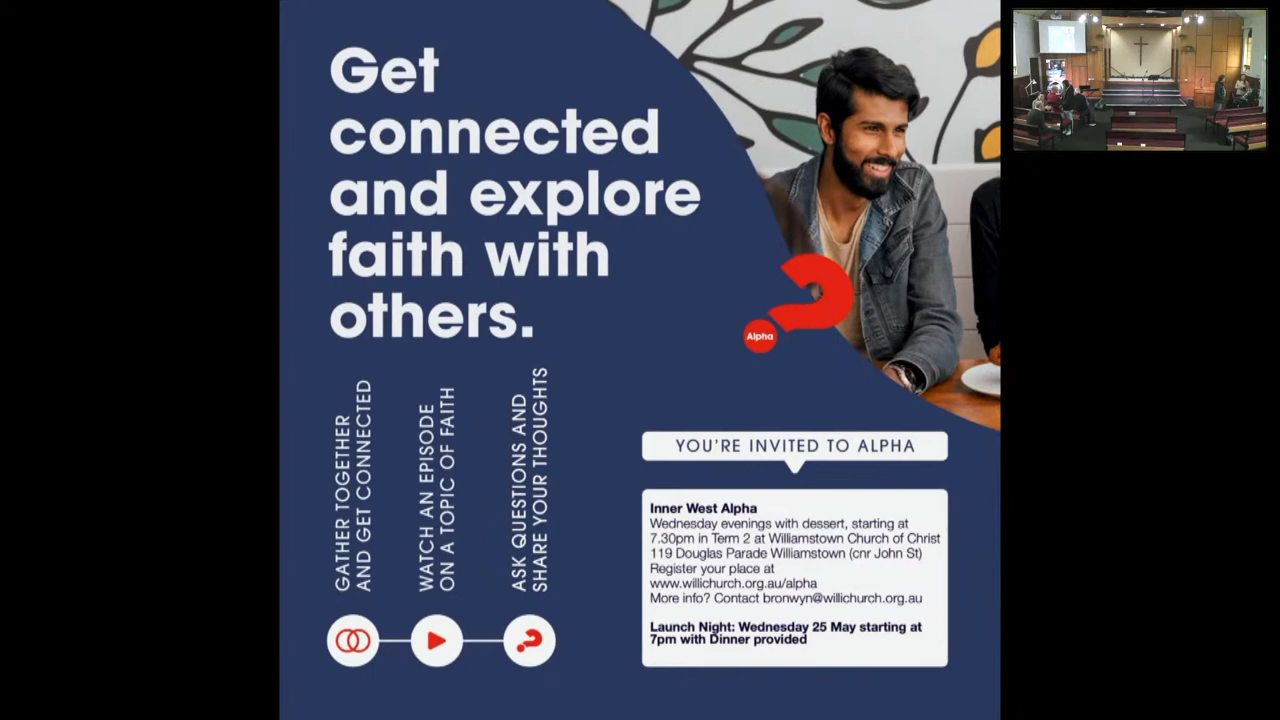 Get
connected
and explore
faith with
others.
Alpha
GATHER TOGETHER
AND GET CONNECTED
WATCH AN EPISODE
ON A TOPIC OF FAITH
ASK QUESTIONS AND
SHARE YOUR THOUGHTS
YOU'RE INVITED TO ALPHA
Inner West Alpha
Wednesday evenings with dessert, starting at
7.30pm in Term 2 at Williamstown Church of Christ
119 Douglas Parade Williamstown (cnr John St)
Register your place at
www.willichurch.org.au/alpha
More info? Contact bronwyn@willichurch.org.au
Launch Night: Wednesday 25 May starting at
7pm with Dinner provided